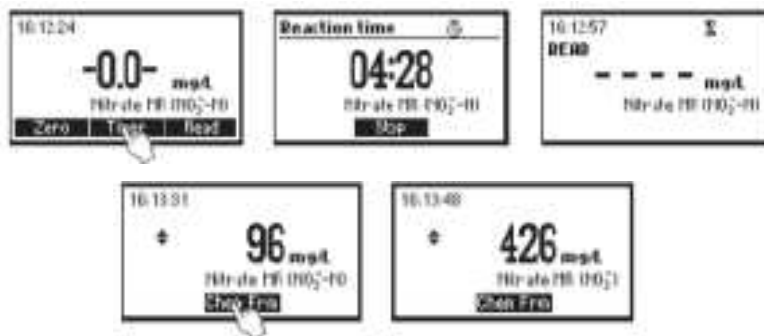 16:12:24
-0.0- mg/L
Nitrate MR (NO₃⁻-N)
Zero Timer Read
Reaction time
04:28
Nitrate MR (NO₃⁻-N)
Stop
16:12:57
READ
- - - - mg/L
Nitrate MR (NO₃⁻-N)
16:13:31
96 mg/L
Nitrate MR (NO₃⁻-N)
Chem Frm
16:13:48
426 mg/L
Nitrate MR (NO₃⁻)
Chem Frm